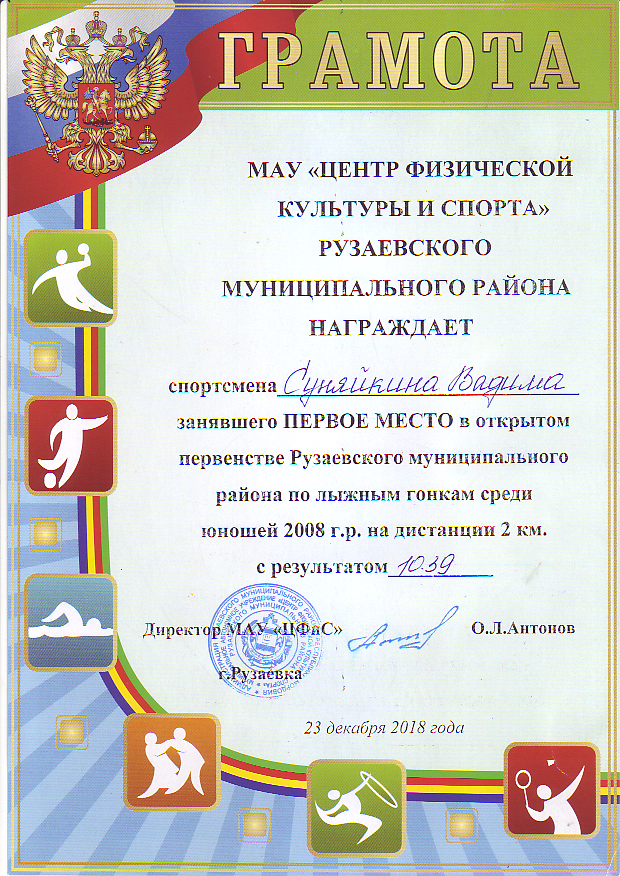 ГРАМОТА
МАУ «ЦЕНТР ФИЗИЧЕСКОЙ
КУЛЬТУРЫ И СПОРТА»
РУЗАЕВСКОГО
МУНИЦИПАЛЬНОГО РАЙОНА
НАГРАЖДАЕТ
спортсмена Суняйкина Вадима
занявшего ПЕРВОЕ МЕСТО в открытом
первенстве Рузаевского муниципального
района по лыжным гонкам среди
юношей 2008 г.р. на дистанции 2 км.
с результатом 10.39
Директор МАУ «ЦФиС» О.Л.Антонов
г.Рузаевка
23 декабря 2018 года